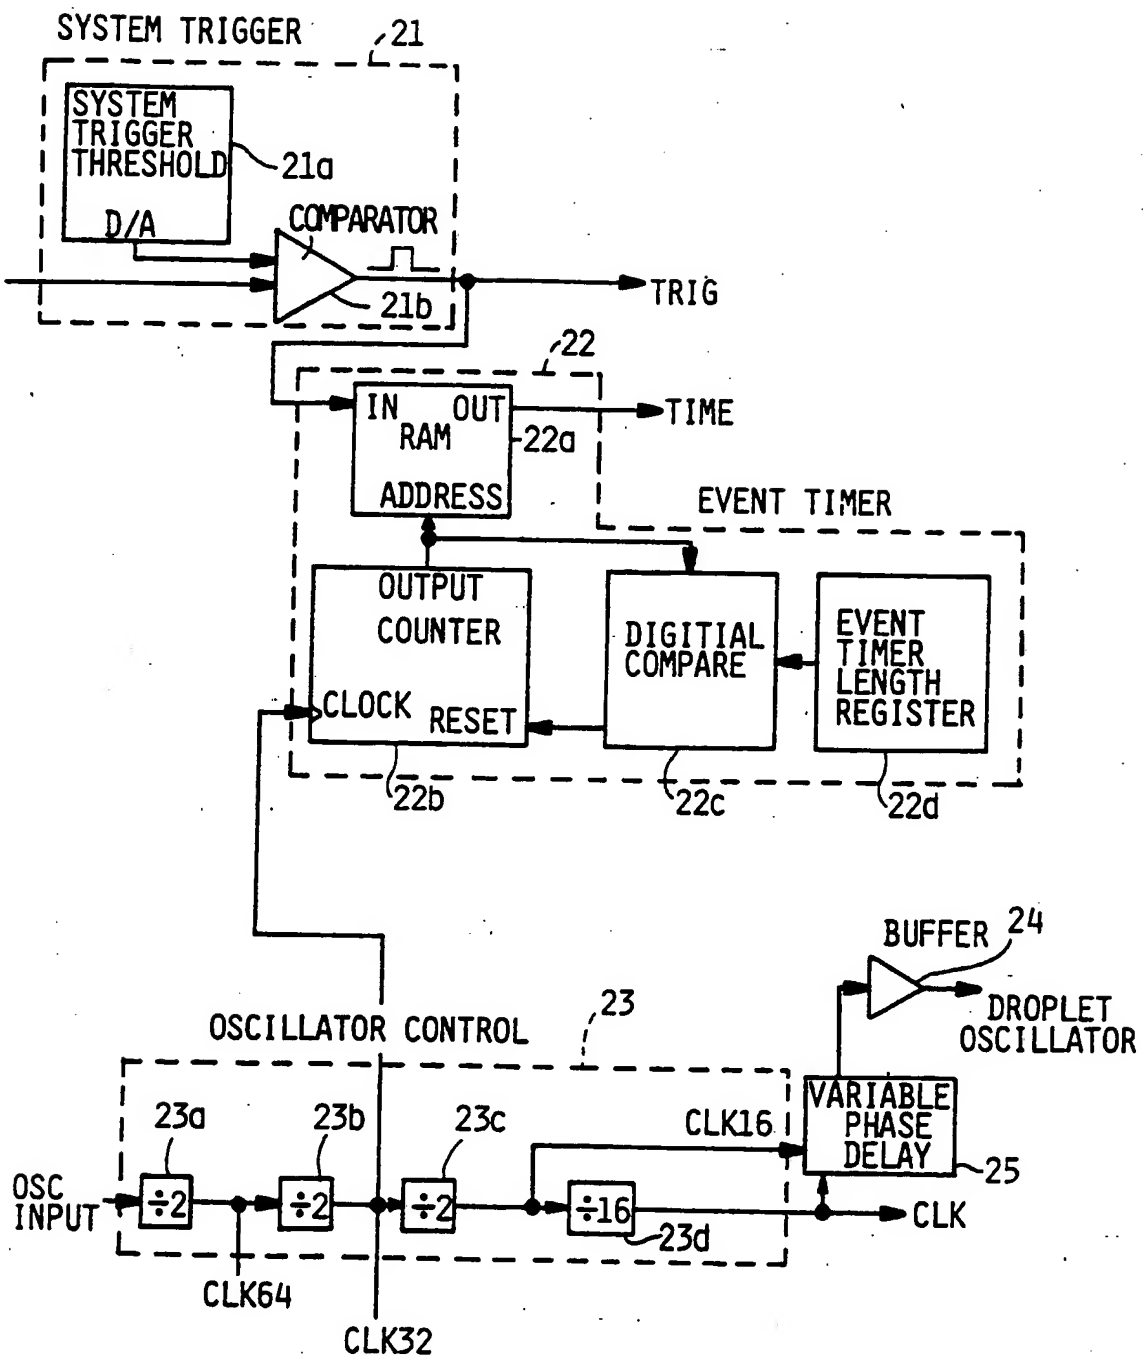 SYSTEM TRIGGER
21
SYSTEM
TRIGGER
THRESHOLD
21a
D/A
COMPARATOR
21b
TRIG
22
IN OUT
RAM
TIME
22a
ADDRESS
EVENT TIMER
OUTPUT
COUNTER
CLOCK
RESET
DIGITIAL
COMPARE
EVENT
TIMER
LENGTH
REGISTER
22b
22c
22d
BUFFER
24
DROPLET
OSCILLATOR
OSCILLATOR CONTROL
23
VARIABLE
PHASE
DELAY
25
23a
23b
23c
CLK16
OSC
INPUT
÷2
÷2
÷2
÷16
23d
CLK
CLK64
CLK32